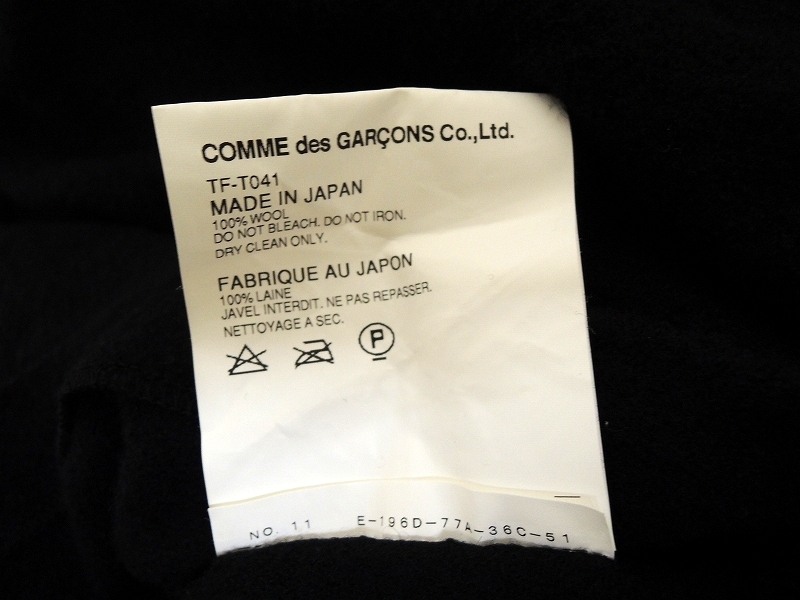 COMME des GARÇONS Co.,Ltd.
TF-T041
MADE IN JAPAN
100% WOOL
DO NOT BLEACH. DO NOT IRON.
DRY CLEAN ONLY.
FABRIQUE AU JAPON
100% LAINE
JAVEL INTERDIT. NE PAS REPASSER.
NETTOYAGE A SEC.
P
NO. 11 E-196D-77A-36C-51